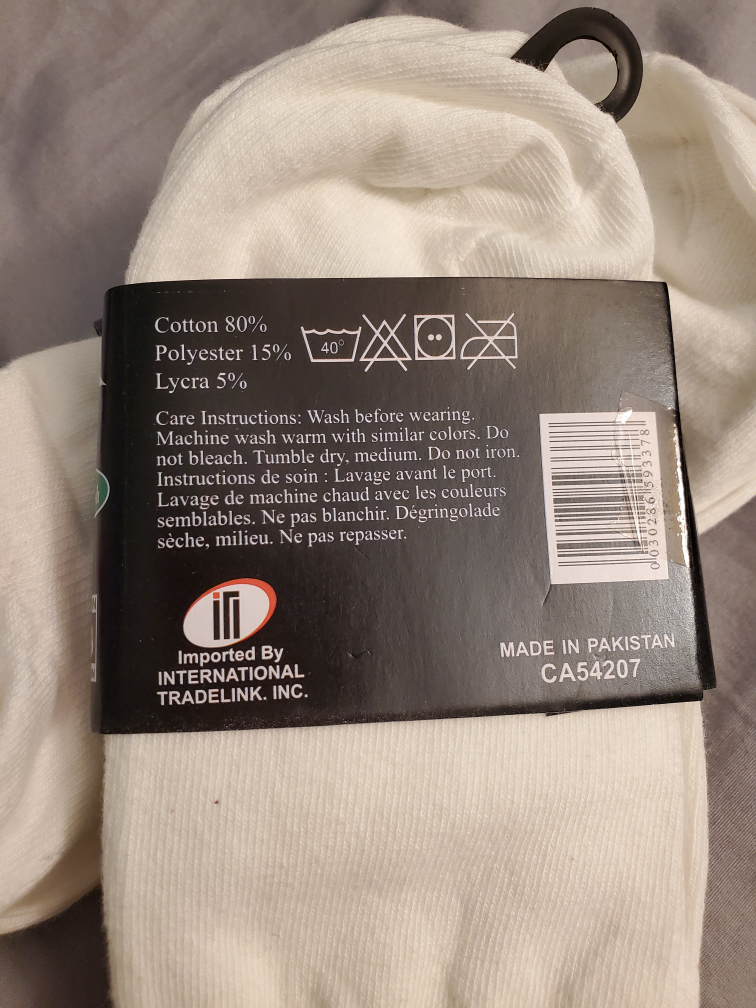 Cotton 80%
Polyester 15%
Lycra 5%
40°
Care Instructions: Wash before wearing.
Machine wash warm with similar colors. Do
not bleach. Tumble dry, medium. Do not iron.
Instructions de soin : Lavage avant le port.
Lavage de machine chaud avec les couleurs
semblables. Ne pas blanchir. Dégringolade
sèche, milieu. Ne pas repasser.
Imported By
INTERNATIONAL
TRADELINK. INC.
MADE IN PAKISTAN
CA54207